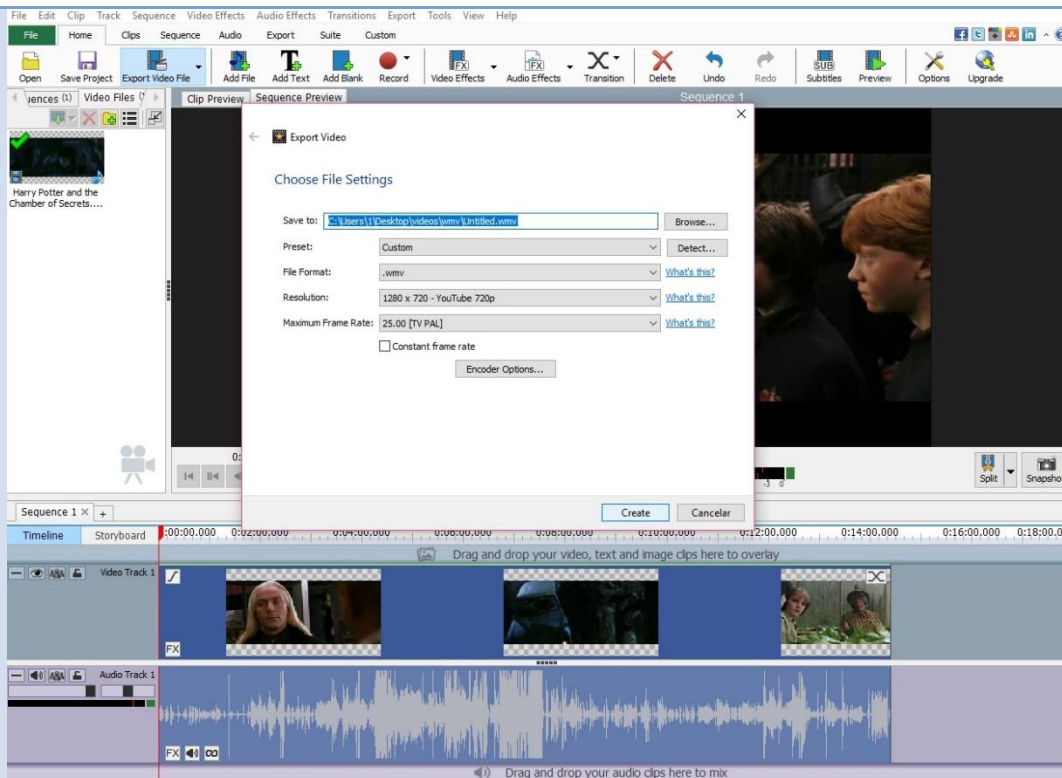 File Edit Clip Track Sequence Video Effects Audio Effects Transitions Export Tools View Help
File Home Clips Sequence Audio Export Suite Custom
Open Save Project Export Video File Add File Add Text Add Blank Record Video Effects Audio Effects Transition Delete Undo Redo Subtitles Preview Options Upgrade
uences (1) Video Files Clip Preview Sequence Preview Sequence 1
Export Video
Harry Potter and the
Chamber of Secrets....
Choose File Settings
Save to: C:\Users\1\Desktop\videos\wmv\Untitled.wmv Browse...
Preset: Custom Detect...
File Format: .wmv What's this?
Resolution: 1280 x 720 - YouTube 720p What's this?
Maximum Frame Rate: 25.00 [TV PAL] What's this?
Constant frame rate
Encoder Options...
0:
-3 0
Split Snapsho
Create Cancelar
Sequence 1
Timeline Storyboard :00:00.000 0:02:00.000 0:04:00.000 0:06:00.000 0:08:00.000 0:10:00.000 0:12:00.000 0:14:00.000 0:16:00.000 0:18:00.0
Drag and drop your video, text and image clips here to overlay
Video Track 1
FX
Audio Track 1
FX
Drag and drop your audio clips here to mix